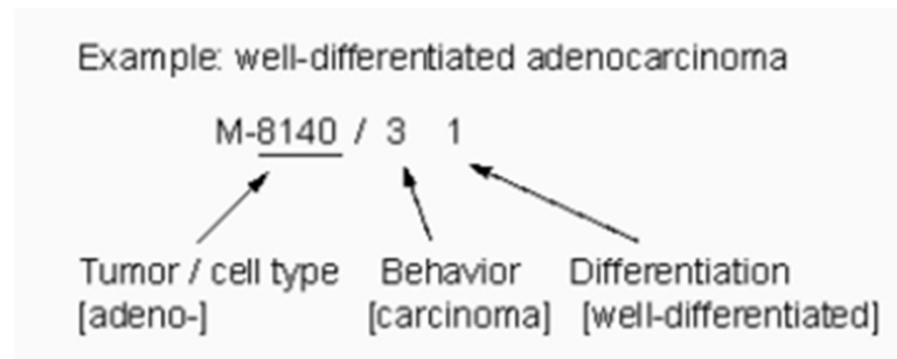 Example: well-differentiated adenocarcinoma
M-8140 / 3 1
Tumor / cell type Behavior Differentiation
[adeno-] [carcinoma] [well-differentiated]